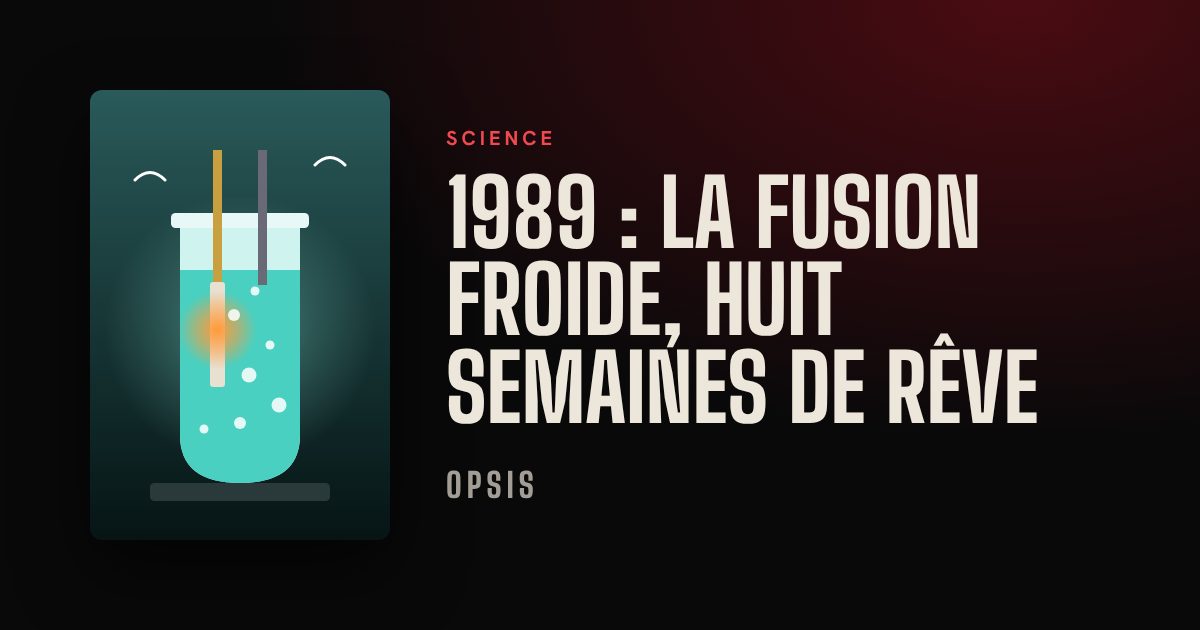 SCIENCE
1989 : LA FUSION
FROIDE, HUIT
SEMAINES DE RÊVE
OPSIS